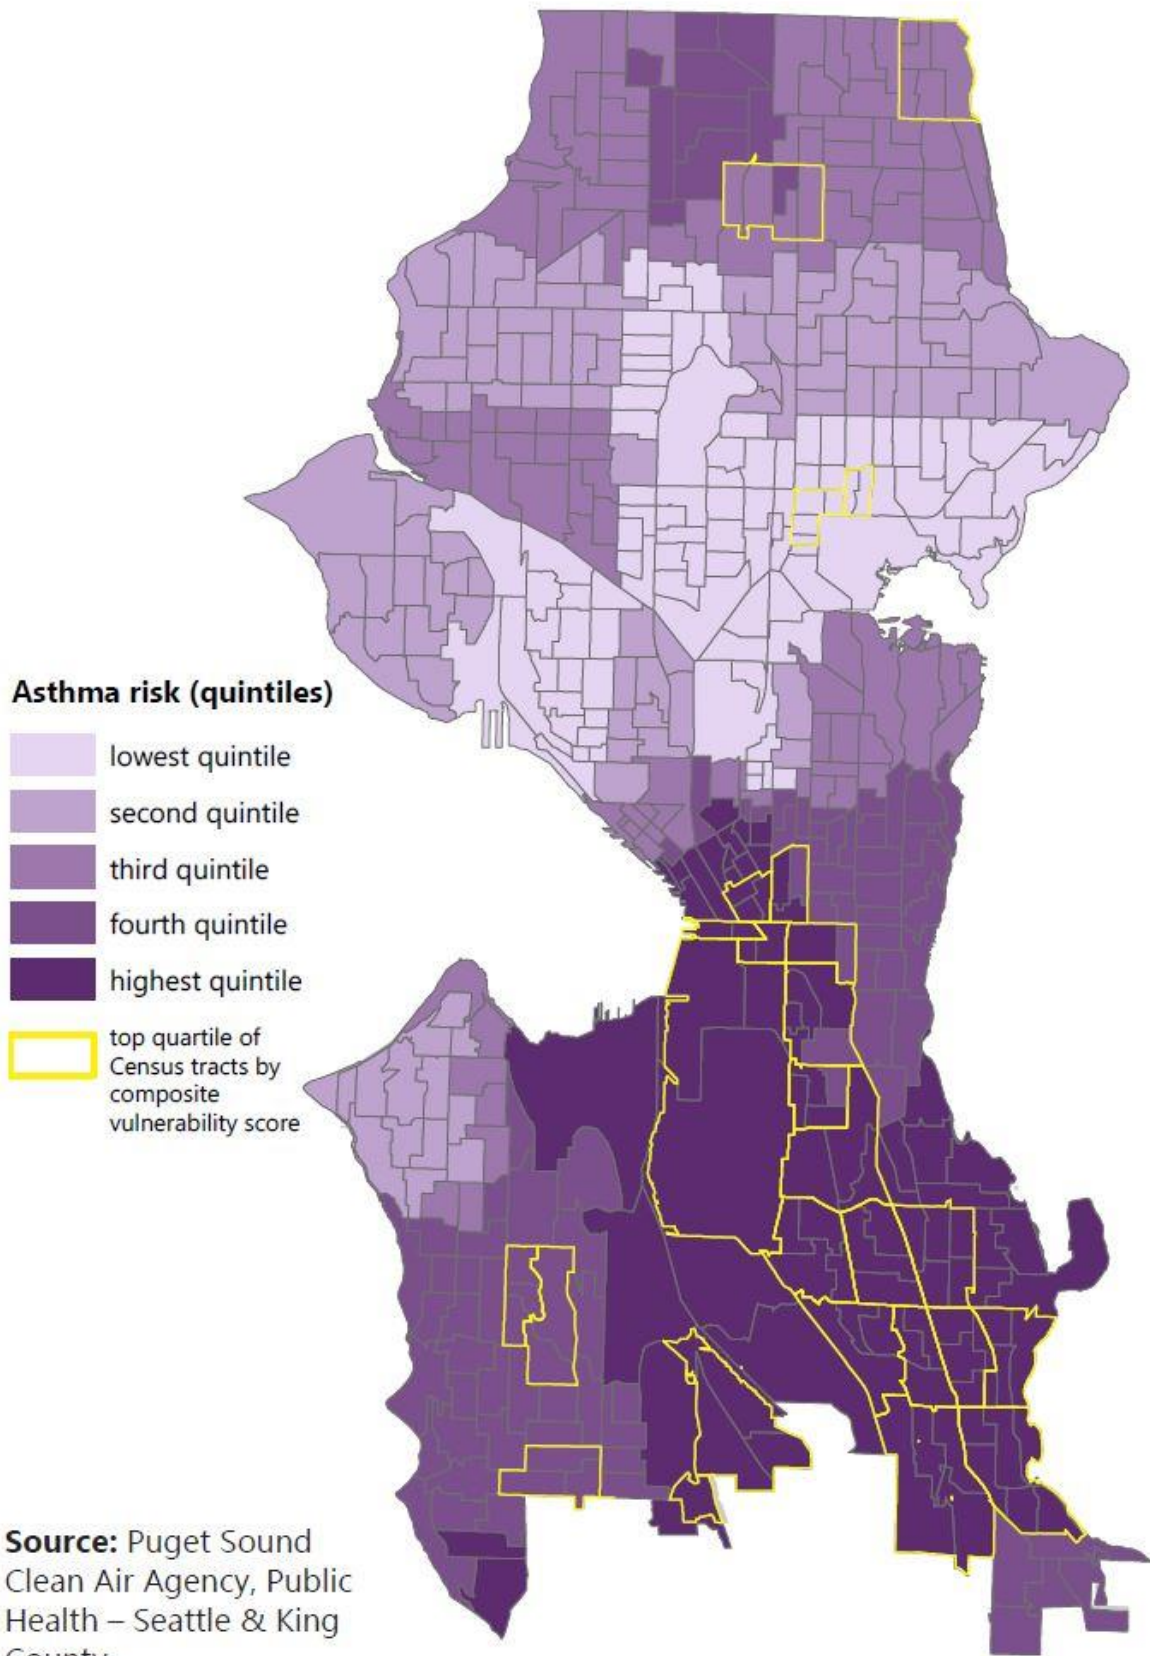 Asthma risk (quintiles)
lowest quintile
second quintile
third quintile
fourth quintile
highest quintile
top quartile of
Census tracts by
composite
vulnerability score
Source: Puget Sound
Clean Air Agency, Public
Health – Seattle & King
County